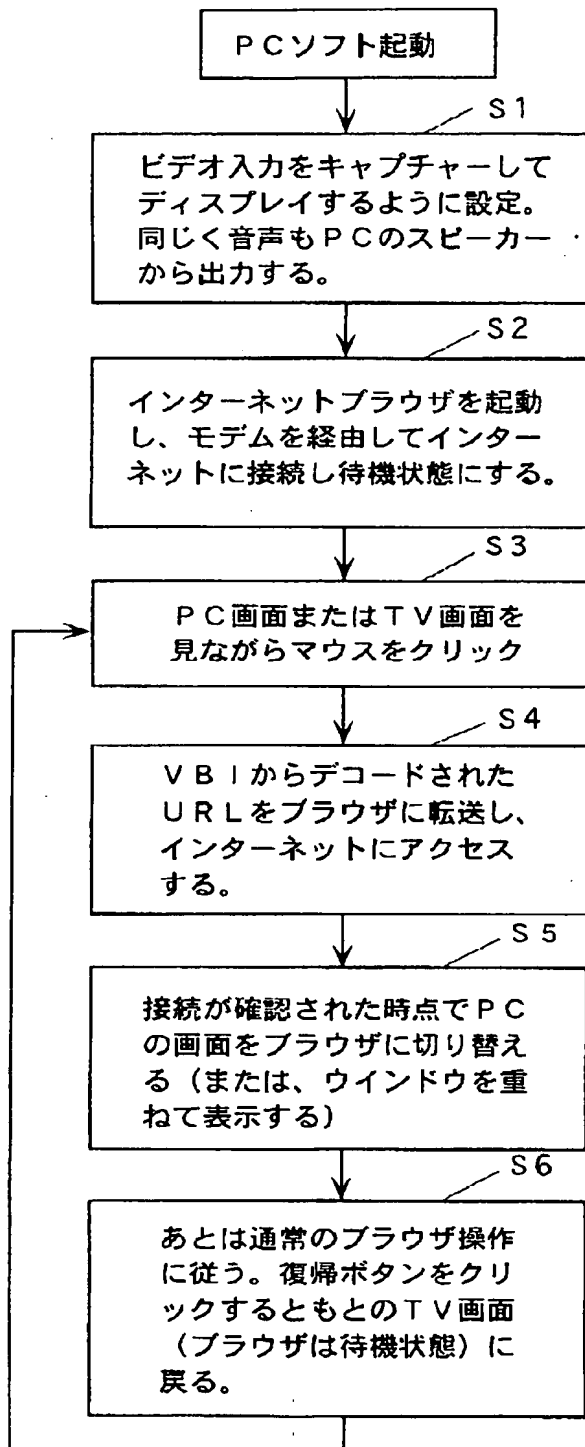 PCソフト起動
S1
ビデオ入力をキャプチャーして
ディスプレイするように設定。
同じく音声もPCのスピーカー
から出力する。
S2
インターネットブラウザを起動
し、モデムを経由してインター
ネットに接続し待機状態にする。
S3
PC画面またはTV画面を
見ながらマウスをクリック
S4
VBIからデコードされた
URLをブラウザに転送し、
インターネットにアクセス
する。
S5
接続が確認された時点でPC
の画面をブラウザに切り替え
る（または、ウインドウを重
ねて表示する）
S6
あとは通常のブラウザ操作
に従う。復帰ボタンをクリ
ックするともとのTV画面
（ブラウザは待機状態）に
戻る。